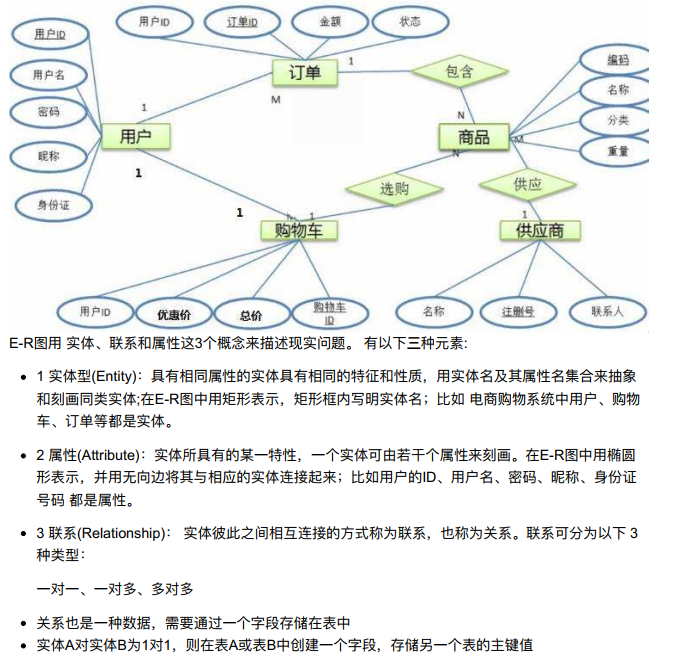 用户ID
订单ID
金额
状态
用户ID
用户名
密码
昵称
身份证
订单
1
包含
M
N
1
用户
商品
M
N
编码
名称
分类
重量
1
选购
供应
1
1
1
购物车
供应商
用户ID
优惠价
总价
购物车
ID
名称
注册号
联系人
E-R图用 实体、联系和属性这3个概念来描述现实问题。 有以下三种元素:
• 1 实体型(Entity)：具有相同属性的实体具有相同的特征和性质，用实体名及其属性名集合来抽象
和刻画同类实体;在E-R图中用矩形表示，矩形框内写明实体名；比如 电商购物系统中用户、购物
车、订单等都是实体。
• 2 属性(Attribute)：实体所具有的某一特性，一个实体可由若干个属性来刻画。在E-R图中用椭圆
形表示，并用无向边将其与相应的实体连接起来；比如用户的ID、用户名、密码、昵称、身份证
号码 都是属性。
• 3 联系(Relationship)： 实体彼此之间相互连接的方式称为联系，也称为关系。联系可分为以下 3
种类型：
一对一、一对多、多对多
• 关系也是一种数据，需要通过一个字段存储在表中
• 实体A对实体B为1对1，则在表A或表B中创建一个字段，存储另一个表的主键值